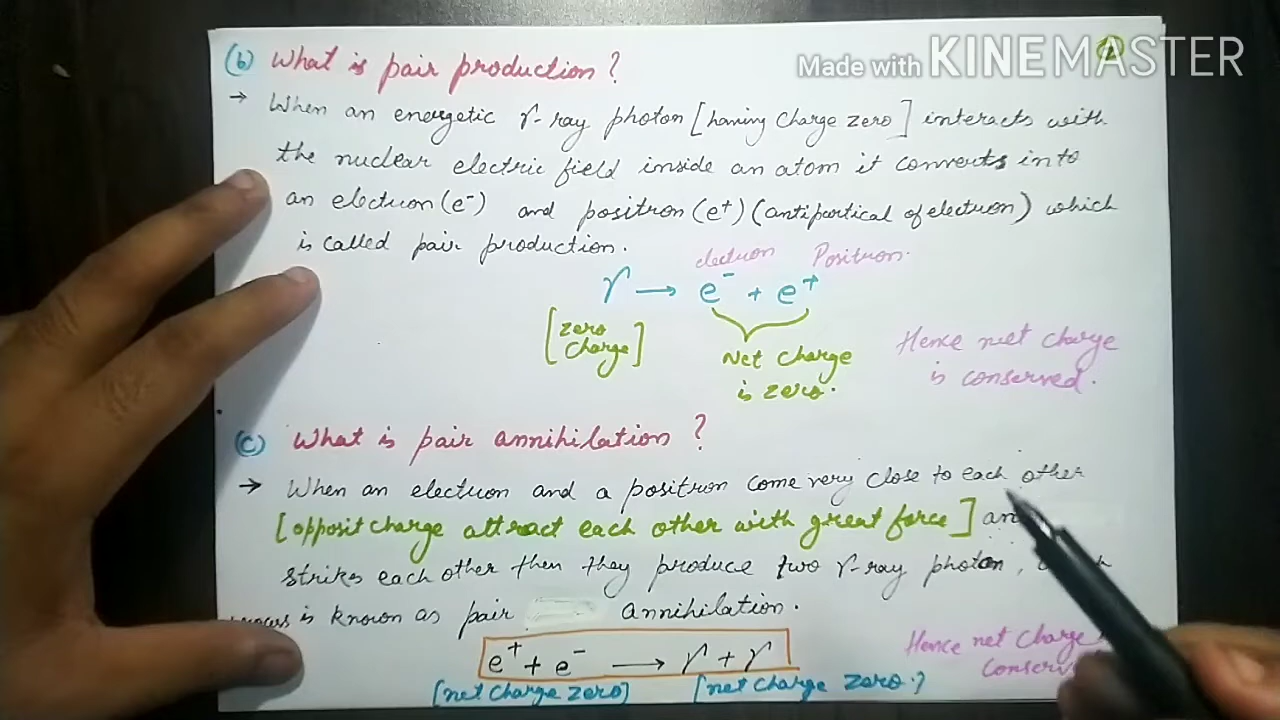 Made with KINEMASTER
(b) What is pair production?
→ When an energetic γ-ray photon [having charge zero] interacts with
the nuclear electric field inside an atom it converts into
an electron (e⁻) and positron (e⁺) (antipartical of electron) which
is called pair production.
electron Positron.
γ → e⁻ + e⁺
[zero
charge]
Net charge
is zero.
Hence net charge
is conserved.
(c) What is pair annihilation?
→ When an electron and a positron come very close to each other
[opposit charge attract each other with great force]
strikes each other then they produce two γ-ray photon,
is known as pair annihilation.
e⁺ + e⁻ → γ + γ
[net charge zero] [net charge zero.]
Hence net charge